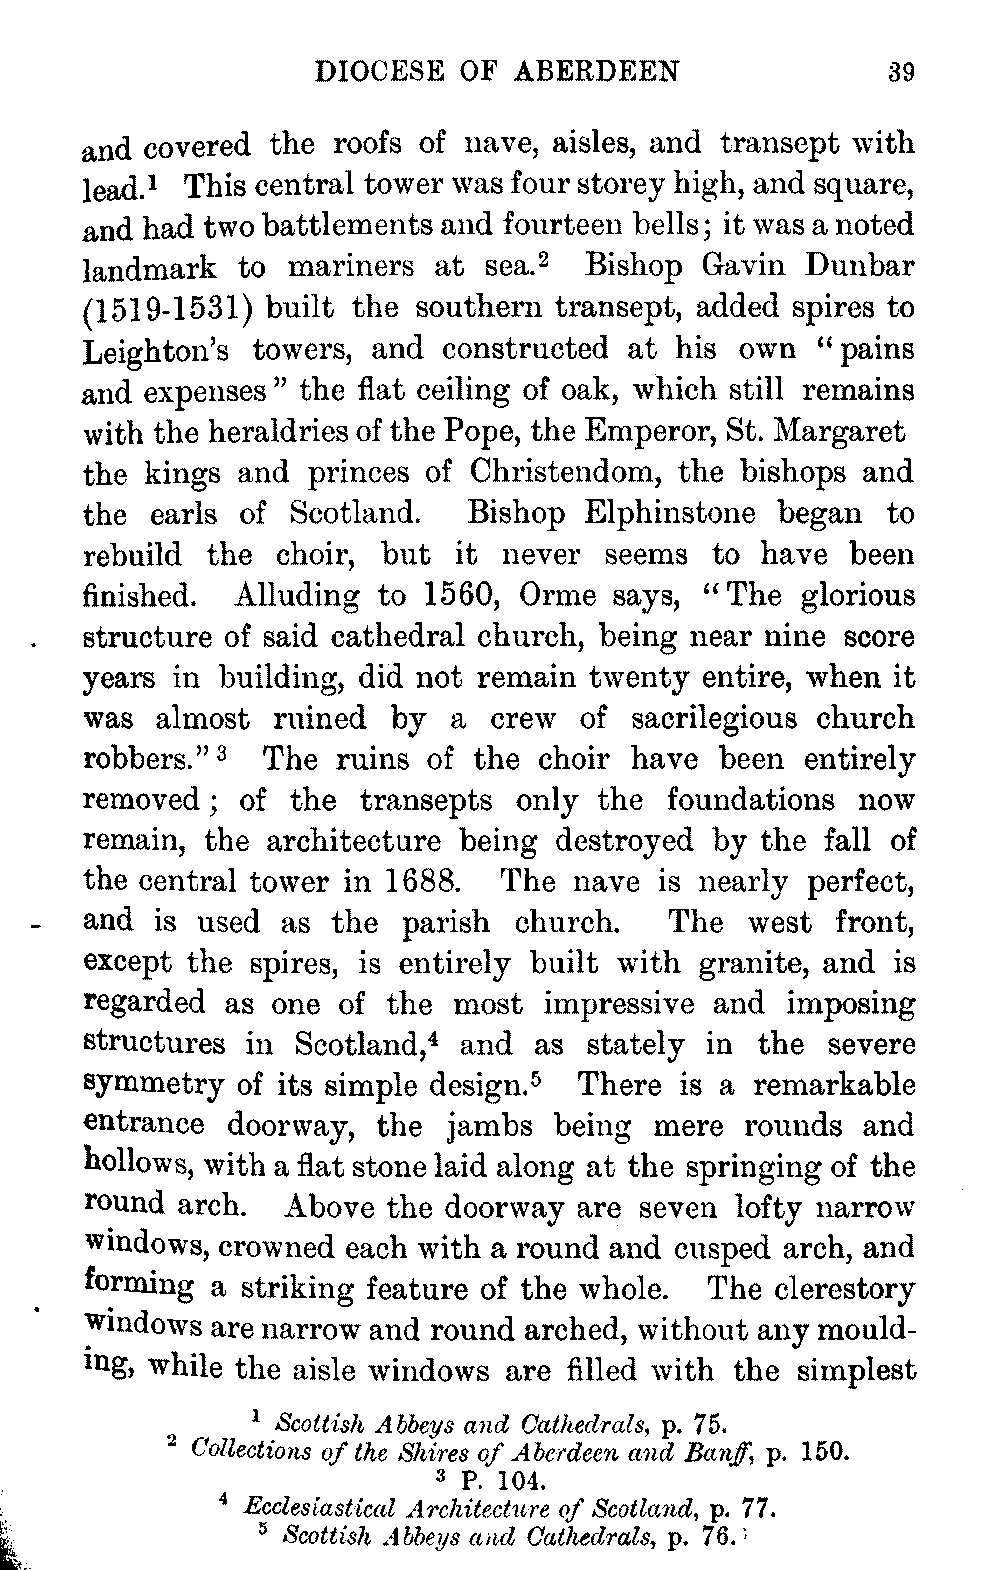 DIOCESE OF ABERDEEN 39
and covered the roofs of nave, aisles, and transept with
lead.¹ This central tower was four storey high, and square,
and had two battlements and fourteen bells; it was a noted
landmark to mariners at sea.² Bishop Gavin Dunbar
(1519-1531) built the southern transept, added spires to
Leighton's towers, and constructed at his own "pains
and expenses" the flat ceiling of oak, which still remains
with the heraldries of the Pope, the Emperor, St. Margaret
the kings and princes of Christendom, the bishops and
the earls of Scotland. Bishop Elphinstone began to
rebuild the choir, but it never seems to have been
finished. Alluding to 1560, Orme says, "The glorious
structure of said cathedral church, being near nine score
years in building, did not remain twenty entire, when it
was almost ruined by a crew of sacrilegious church
robbers."³ The ruins of the choir have been entirely
removed; of the transepts only the foundations now
remain, the architecture being destroyed by the fall of
the central tower in 1688. The nave is nearly perfect,
and is used as the parish church. The west front,
except the spires, is entirely built with granite, and is
regarded as one of the most impressive and imposing
structures in Scotland,⁴ and as stately in the severe
symmetry of its simple design.⁵ There is a remarkable
entrance doorway, the jambs being mere rounds and
hollows, with a flat stone laid along at the springing of the
round arch. Above the doorway are seven lofty narrow
windows, crowned each with a round and cusped arch, and
forming a striking feature of the whole. The clerestory
windows are narrow and round arched, without any mould-
ing, while the aisle windows are filled with the simplest
¹ Scottish Abbeys and Cathedrals, p. 75.
² Collections of the Shires of Aberdeen and Banff, p. 150.
³ P. 104.
⁴ Ecclesiastical Architecture of Scotland, p. 77.
⁵ Scottish Abbeys and Cathedrals, p. 76.